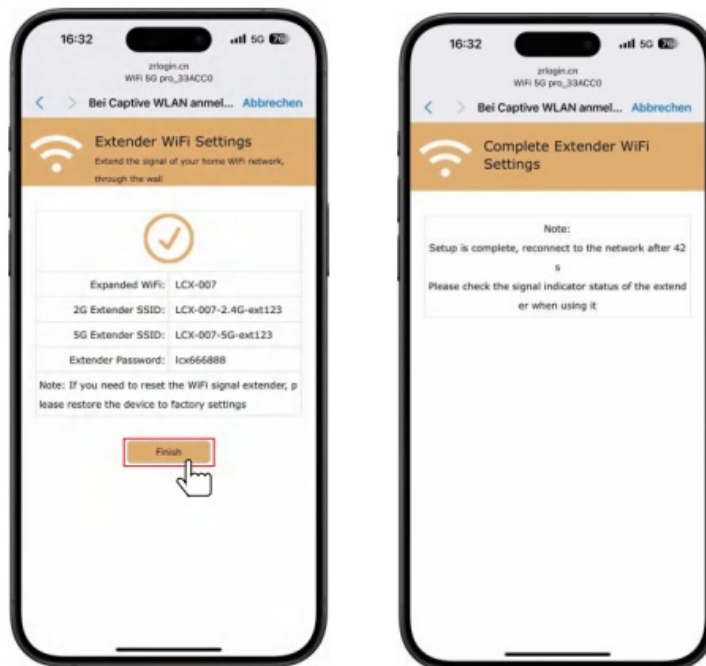 16:32
5G 70
zrlogin.cn
WiFi 5G pro_33ACC0
Bei Captive WLAN anmel... Abbrechen
Extender WiFi Settings
Extend the signal of your home WiFi network,
through the wall
Expanded WiFi: LCX-007
2G Extender SSID: LCX-007-2.4G-ext123
5G Extender SSID: LCX-007-5G-ext123
Extender Password: lcx666888
Note: If you need to reset the WiFi signal extender, p
lease restore the device to factory settings
Finish
16:32
5G 70
zrlogin.cn
WiFi 5G pro_33ACC0
Bei Captive WLAN anmel... Abbrechen
Complete Extender WiFi
Settings
Note:
Setup is complete, reconnect to the network after 42
s
Please check the signal indicator status of the extend
er when using it